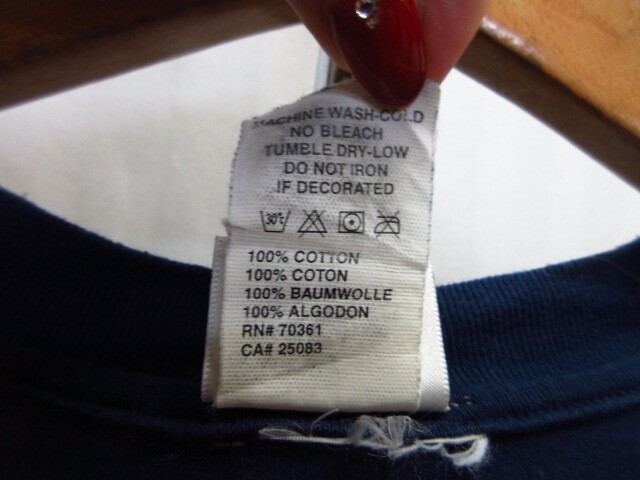 MACHINE WASH-COLD
NO BLEACH
TUMBLE DRY-LOW
DO NOT IRON
IF DECORATED
30°c
100% COTTON
100% COTON
100% BAUMWOLLE
100% ALGODON
RN# 70361
CA# 25083